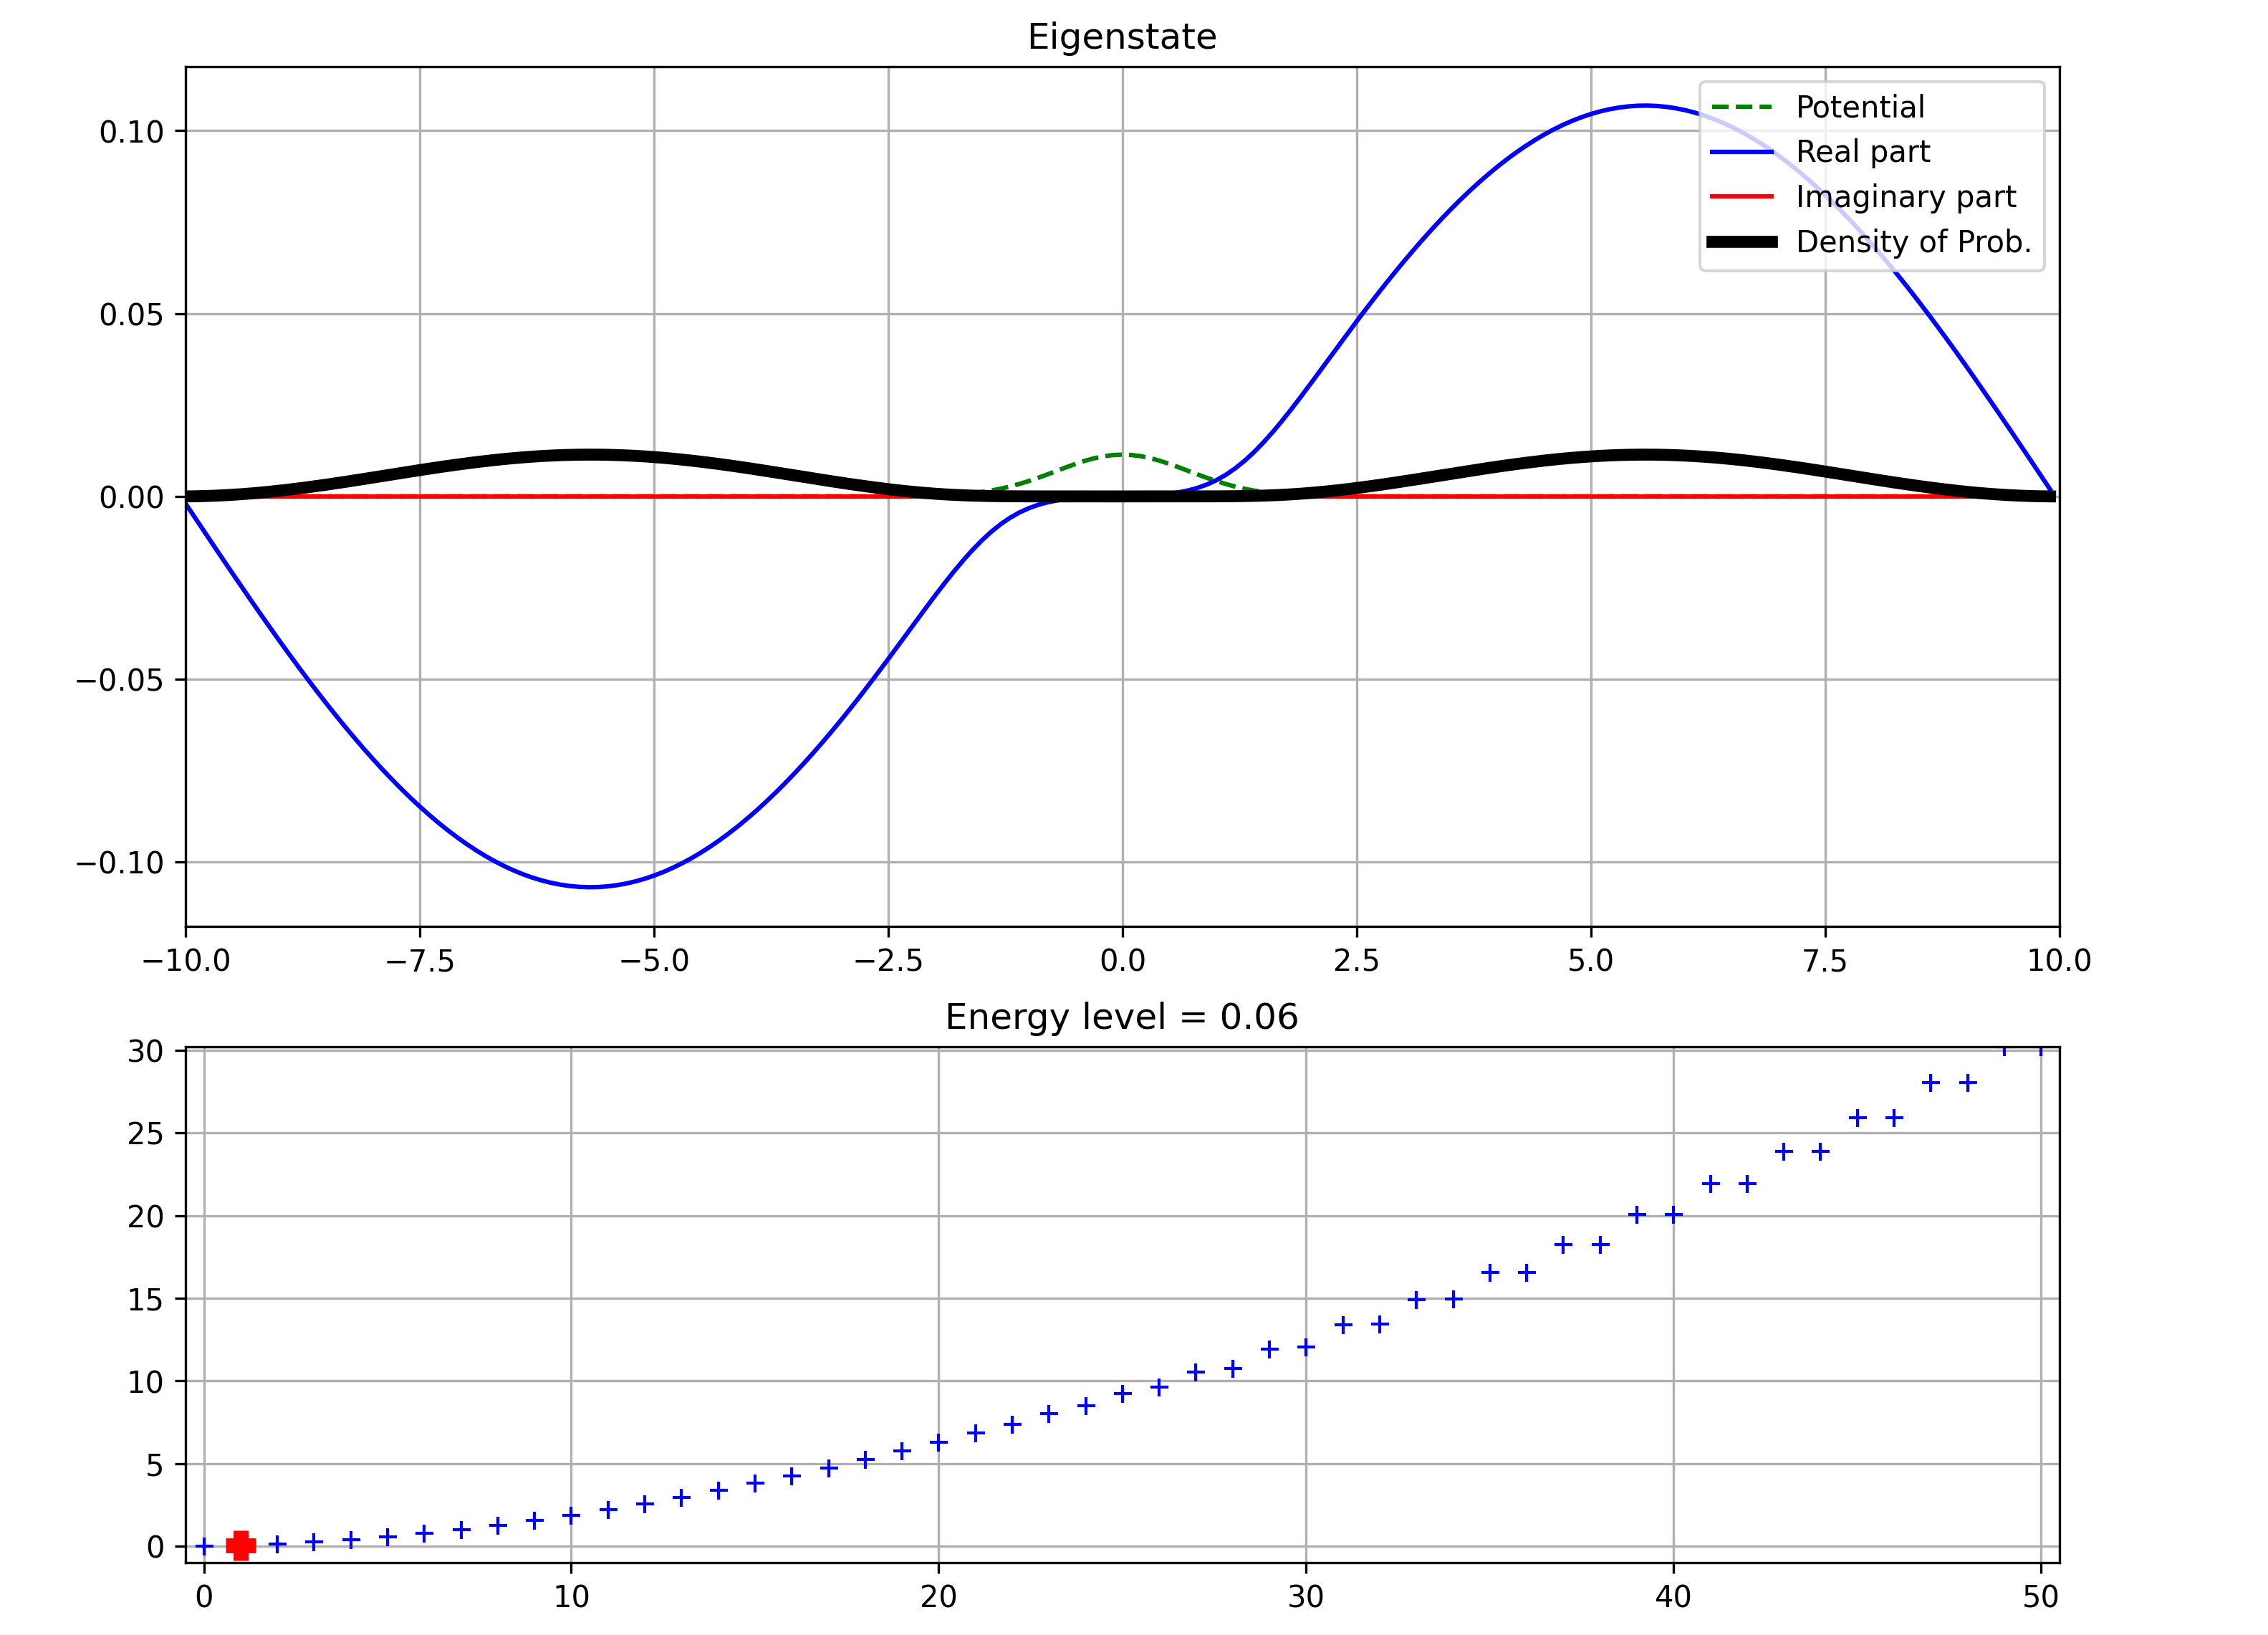 Eigenstate
0.10
0.05
0.00
−0.05
−0.10
Potential
Real part
Imaginary part
Density of Prob.
−10.0 −7.5 −5.0 −2.5 0.0 2.5 5.0 7.5 10.0
Energy level = 0.06
30
25
20
15
10
5
0
0 10 20 30 40 50